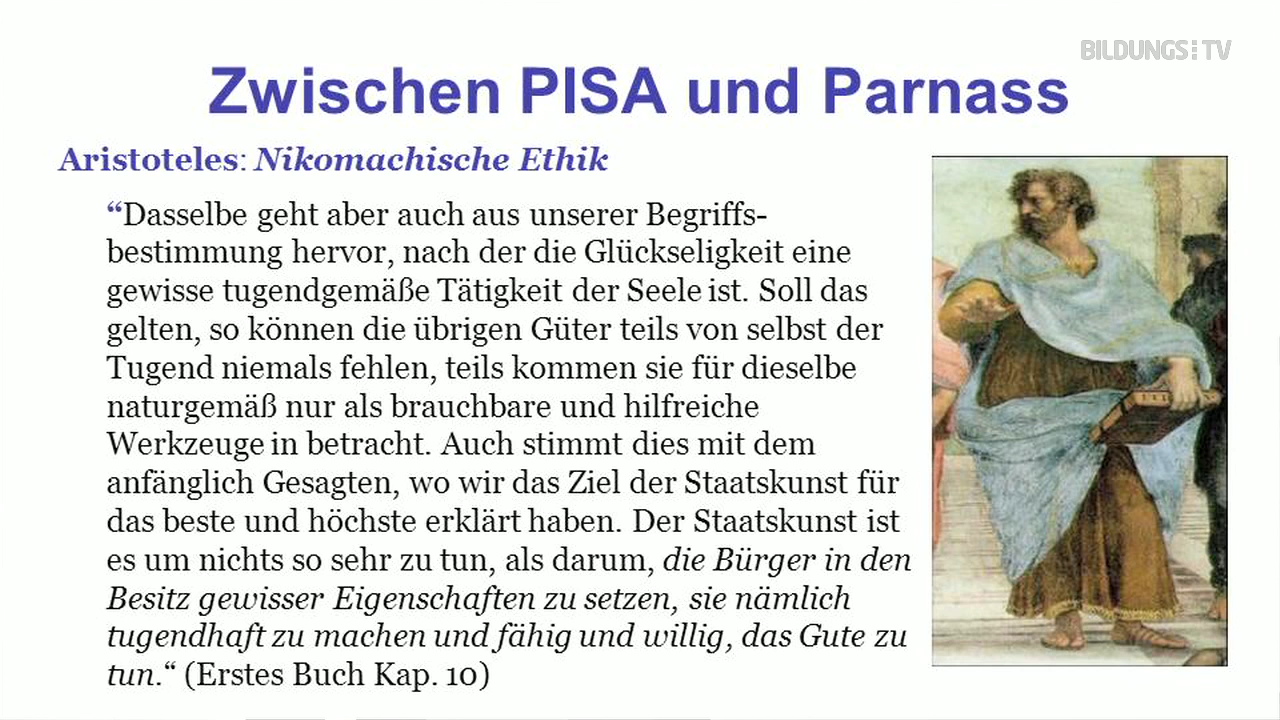 BILDUNGS:TV
Zwischen PISA und Parnass
Aristoteles: Nikomachische Ethik
“Dasselbe geht aber auch aus unserer Begriffs-
bestimmung hervor, nach der die Glückseligkeit eine
gewisse tugendgemäße Tätigkeit der Seele ist. Soll das
gelten, so können die übrigen Güter teils von selbst der
Tugend niemals fehlen, teils kommen sie für dieselbe
naturgemäß nur als brauchbare und hilfreiche
Werkzeuge in betracht. Auch stimmt dies mit dem
anfänglich Gesagten, wo wir das Ziel der Staatskunst für
das beste und höchste erklärt haben. Der Staatskunst ist
es um nichts so sehr zu tun, als darum, die Bürger in den
Besitz gewisser Eigenschaften zu setzen, sie nämlich
tugendhaft zu machen und fähig und willig, das Gute zu
tun.“ (Erstes Buch Kap. 10)